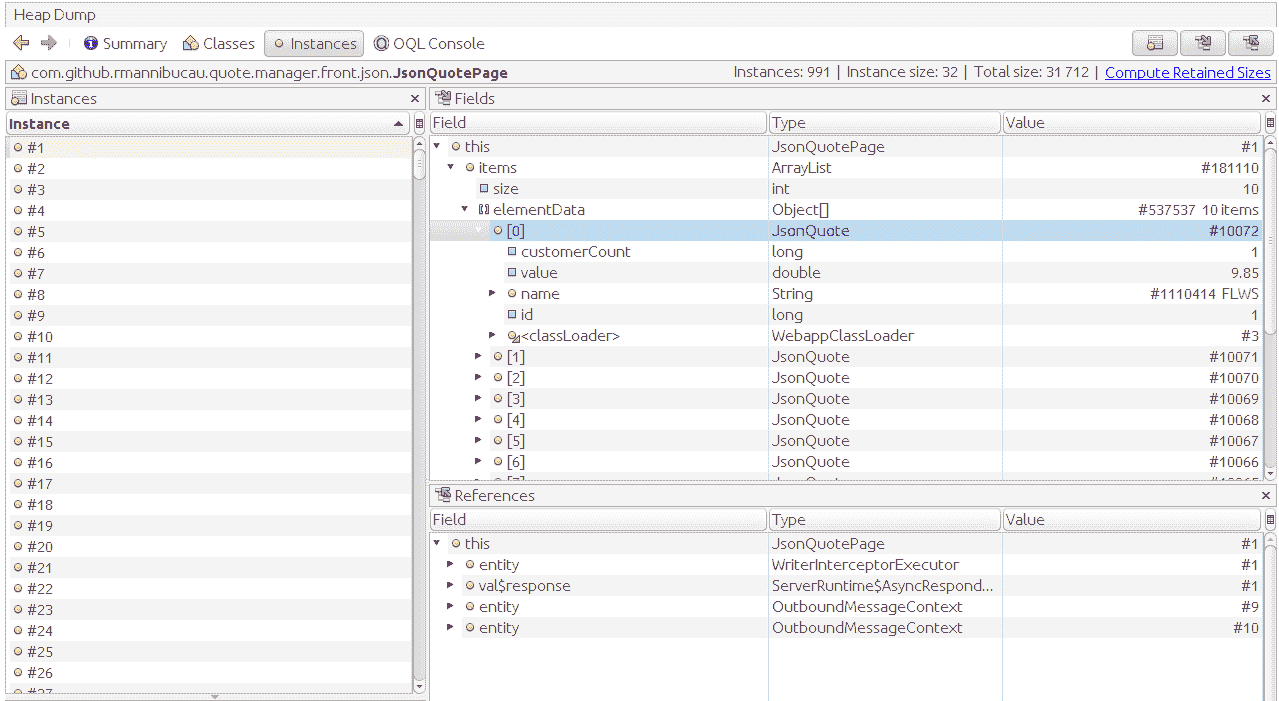 Heap Dump
Summary Classes Instances OQL Console
com.github.rmannibucau.quote.manager.front.json.JsonQuotePage Instances: 991 | Instance size: 32 | Total size: 31 712 | Compute Retained Sizes
Instances
Instance
#1
#2
#3
#4
#5
#6
#7
#8
#9
#10
#11
#12
#13
#14
#15
#16
#17
#18
#19
#20
#21
#22
#23
#24
#25
#26
#27
Fields
Field Type Value
this JsonQuotePage #1
items ArrayList #181110
size int 10
elementData Object[] #537537 10 items
[0] JsonQuote #10072
customerCount long 1
value double 9.85
name String #1110414 FLWS
id long 1
<classLoader> WebappClassLoader #3
[1] JsonQuote #10071
[2] JsonQuote #10070
[3] JsonQuote #10069
[4] JsonQuote #10068
[5] JsonQuote #10067
[6] JsonQuote #10066
References
Field Type Value
this JsonQuotePage #1
entity WriterInterceptorExecutor #1
val$response ServerRuntime$AsyncRespond... #1
entity OutboundMessageContext #9
entity OutboundMessageContext #10